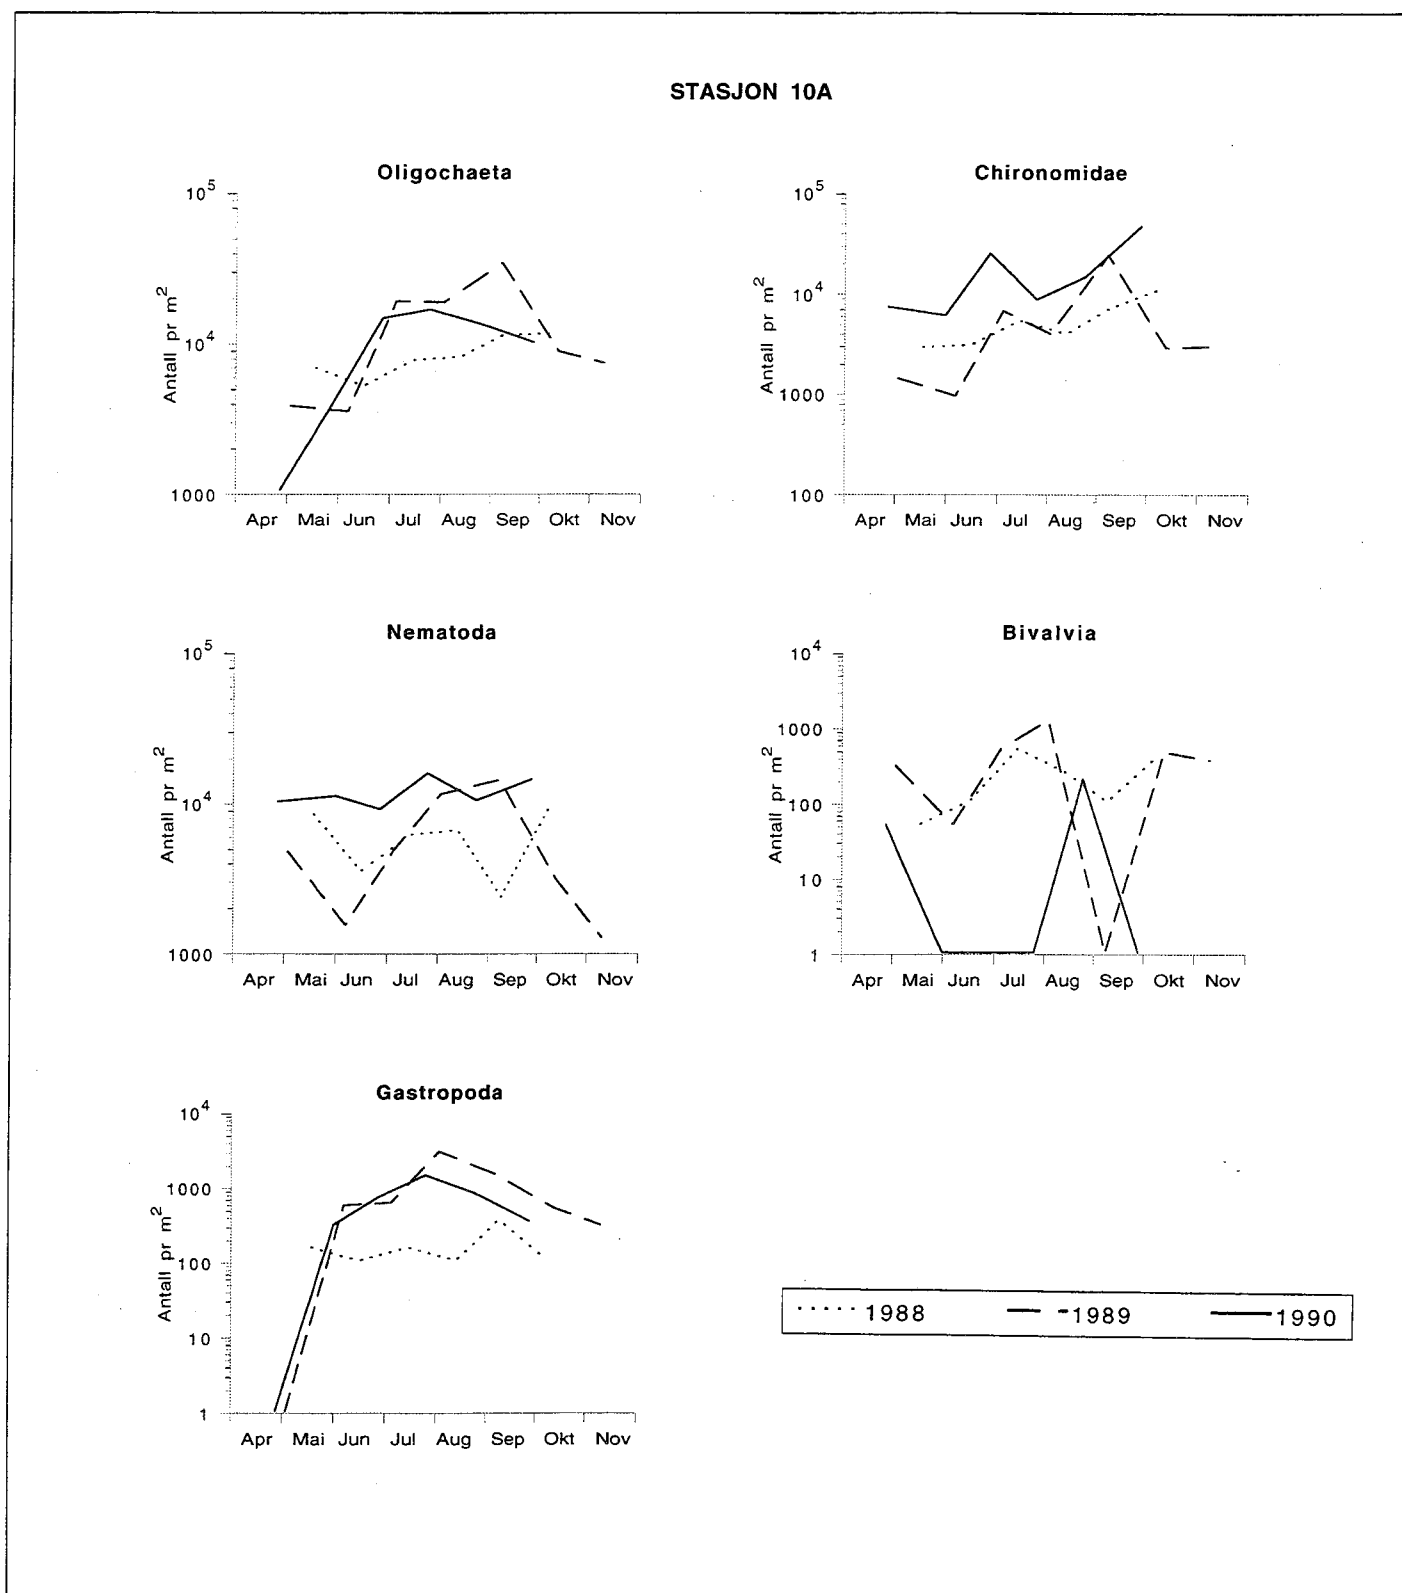 STASJON 10A
Oligochaeta
10^5
10^4
1000
Antall pr m^2
Apr Mai Jun Jul Aug Sep Okt Nov
Chironomidae
10^5
10^4
1000
100
Antall pr m^2
Apr Mai Jun Jul Aug Sep Okt Nov
Nematoda
10^5
10^4
1000
Antall pr m^2
Apr Mai Jun Jul Aug Sep Okt Nov
Bivalvia
10^4
1000
100
10
1
Antall pr m^2
Apr Mai Jun Jul Aug Sep Okt Nov
Gastropoda
10^4
1000
100
10
1
Antall pr m^2
Apr Mai Jun Jul Aug Sep Okt Nov
1988 1989 1990